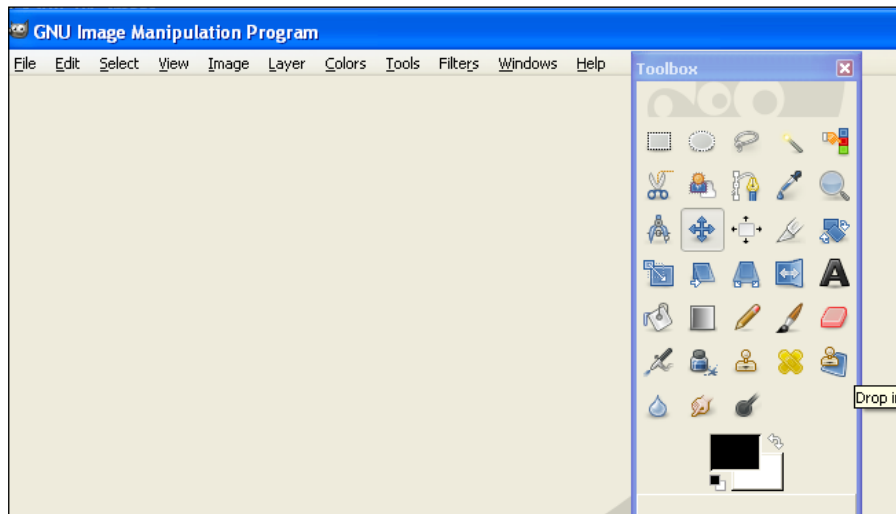 GNU Image Manipulation Program
File Edit Select View Image Layer Colors Tools Filters Windows Help
Toolbox
Drop